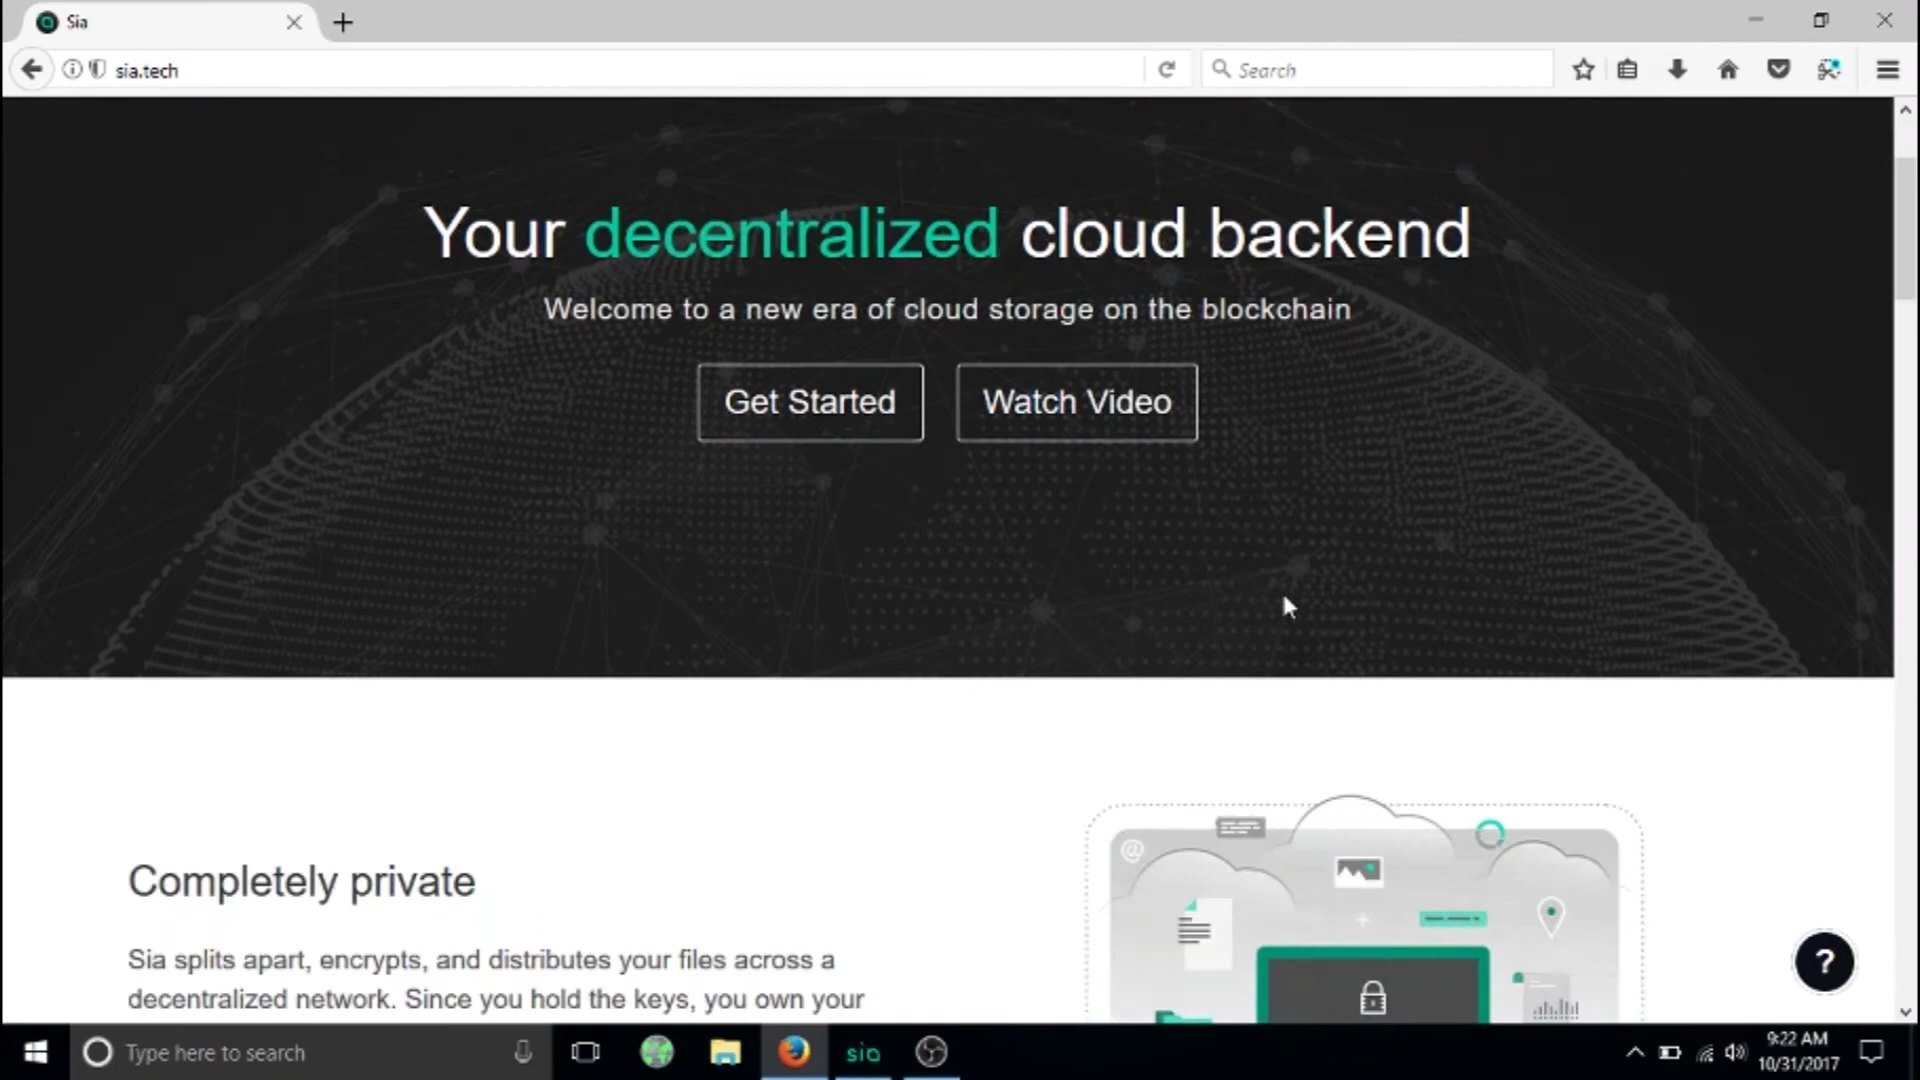 Sia
sia.tech
Search
Your decentralized cloud backend
Welcome to a new era of cloud storage on the blockchain
Get Started
Watch Video
Completely private
Sia splits apart, encrypts, and distributes your files across a
decentralized network. Since you hold the keys, you own your
@
?
Type here to search
sia
9:22 AM
10/31/2017